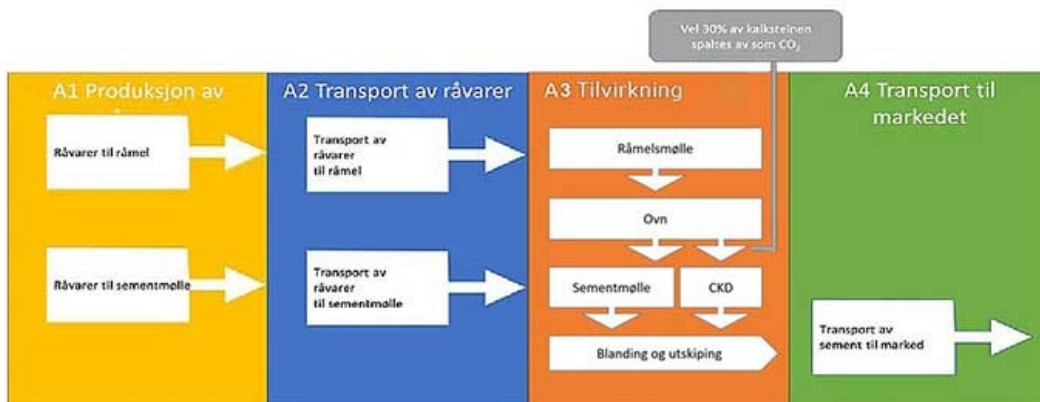 Vel 30% av kalksteinen
spaltes av som CO₂
A1 Produksjon av
Råvarer til råmel
Råvarer til sementmølle
A2 Transport av råvarer
Transport av
råvarer
til råmel
Transport av
råvarer
til sementmølle
A3 Tilvirkning
Råmelsmølle
Ovn
Sementmølle
CKD
Blanding og utskiping
A4 Transport til
markedet
Transport av
sement til marked